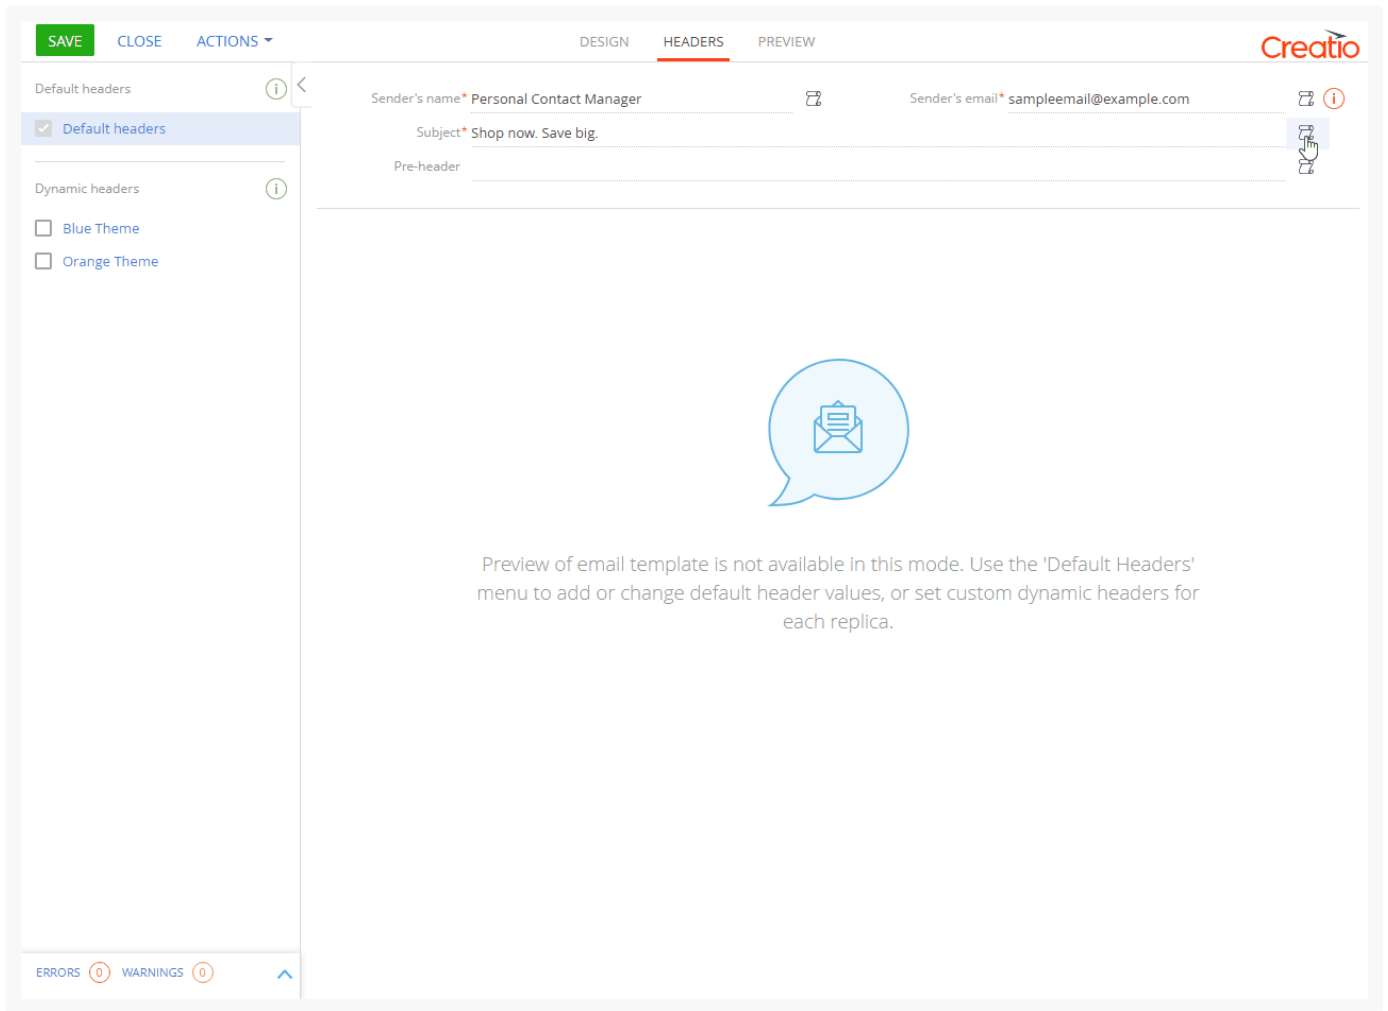 SAVE CLOSE ACTIONS DESIGN HEADERS PREVIEW Creatio
Default headers i
Sender's name* Personal Contact Manager Sender's email* sampleemail@example.com i
Default headers
Subject* Shop now. Save big.
Pre-header
Dynamic headers i
Blue Theme
Orange Theme
Preview of email template is not available in this mode. Use the 'Default Headers'
menu to add or change default header values, or set custom dynamic headers for
each replica.
ERRORS 0 WARNINGS 0